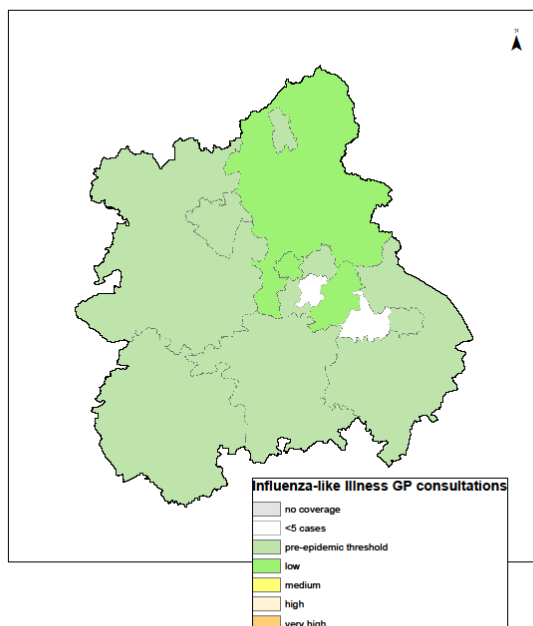 N
Influenza-like Illness GP consultations
no coverage
<5 cases
pre-epidemic threshold
low
medium
high
very high